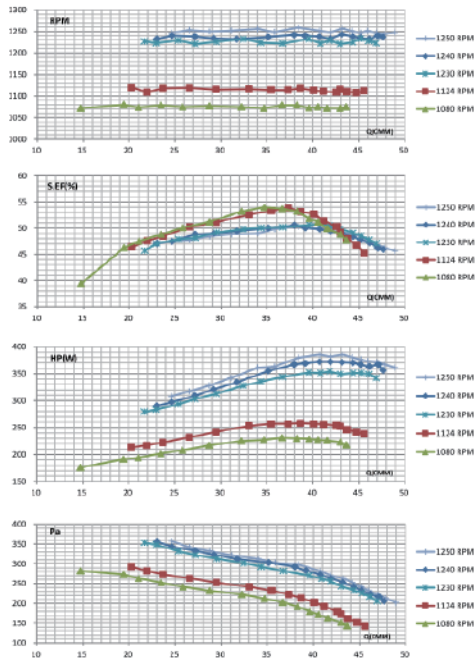 RPM
1300
1250
1200
1150
1100
1050
1000
10 15 20 25 30 35 40 45 50
Q(CMM)
1250 RPM
1240 RPM
1230 RPM
1124 RPM
1080 RPM
S.EF(%)
60
55
50
45
40
35
10 15 20 25 30 35 40 45 50
Q(CMM)
1250 RPM
1240 RPM
1230 RPM
1124 RPM
1080 RPM
HP(W)
400
350
300
250
200
150
10 15 20 25 30 35 40 45 50
Q(CMM)
1250 RPM
1240 RPM
1230 RPM
1124 RPM
1080 RPM
Pa
400
350
300
250
200
150
100
10 15 20 25 30 35 40 45 50
Q(CMM)
1250 RPM
1240 RPM
1230 RPM
1124 RPM
1080 RPM